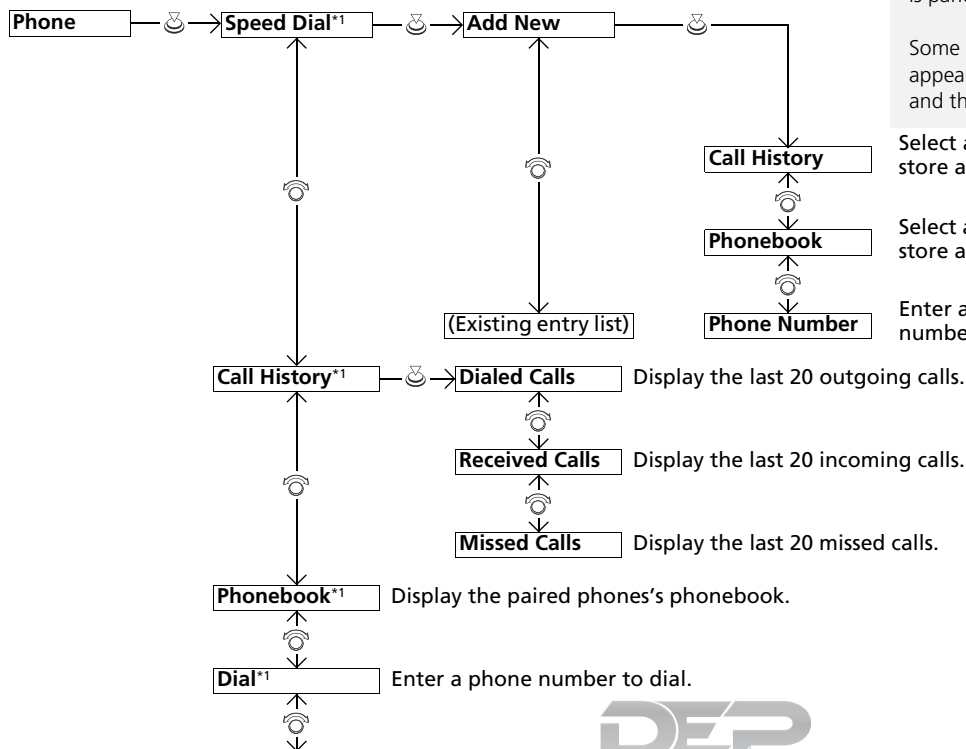 Phone
Speed Dial*1
Add New
Some
and th
Call History
Select a
store a
Phonebook
Select a
store a
(Existing entry list)
Phone Number
Enter a
numbe
Call History*1
Dialed Calls
Display the last 20 outgoing calls.
Received Calls
Display the last 20 incoming calls.
Missed Calls
Display the last 20 missed calls.
Phonebook*1
Display the paired phones's phonebook.
Dial*1
Enter a phone number to dial.
DEP